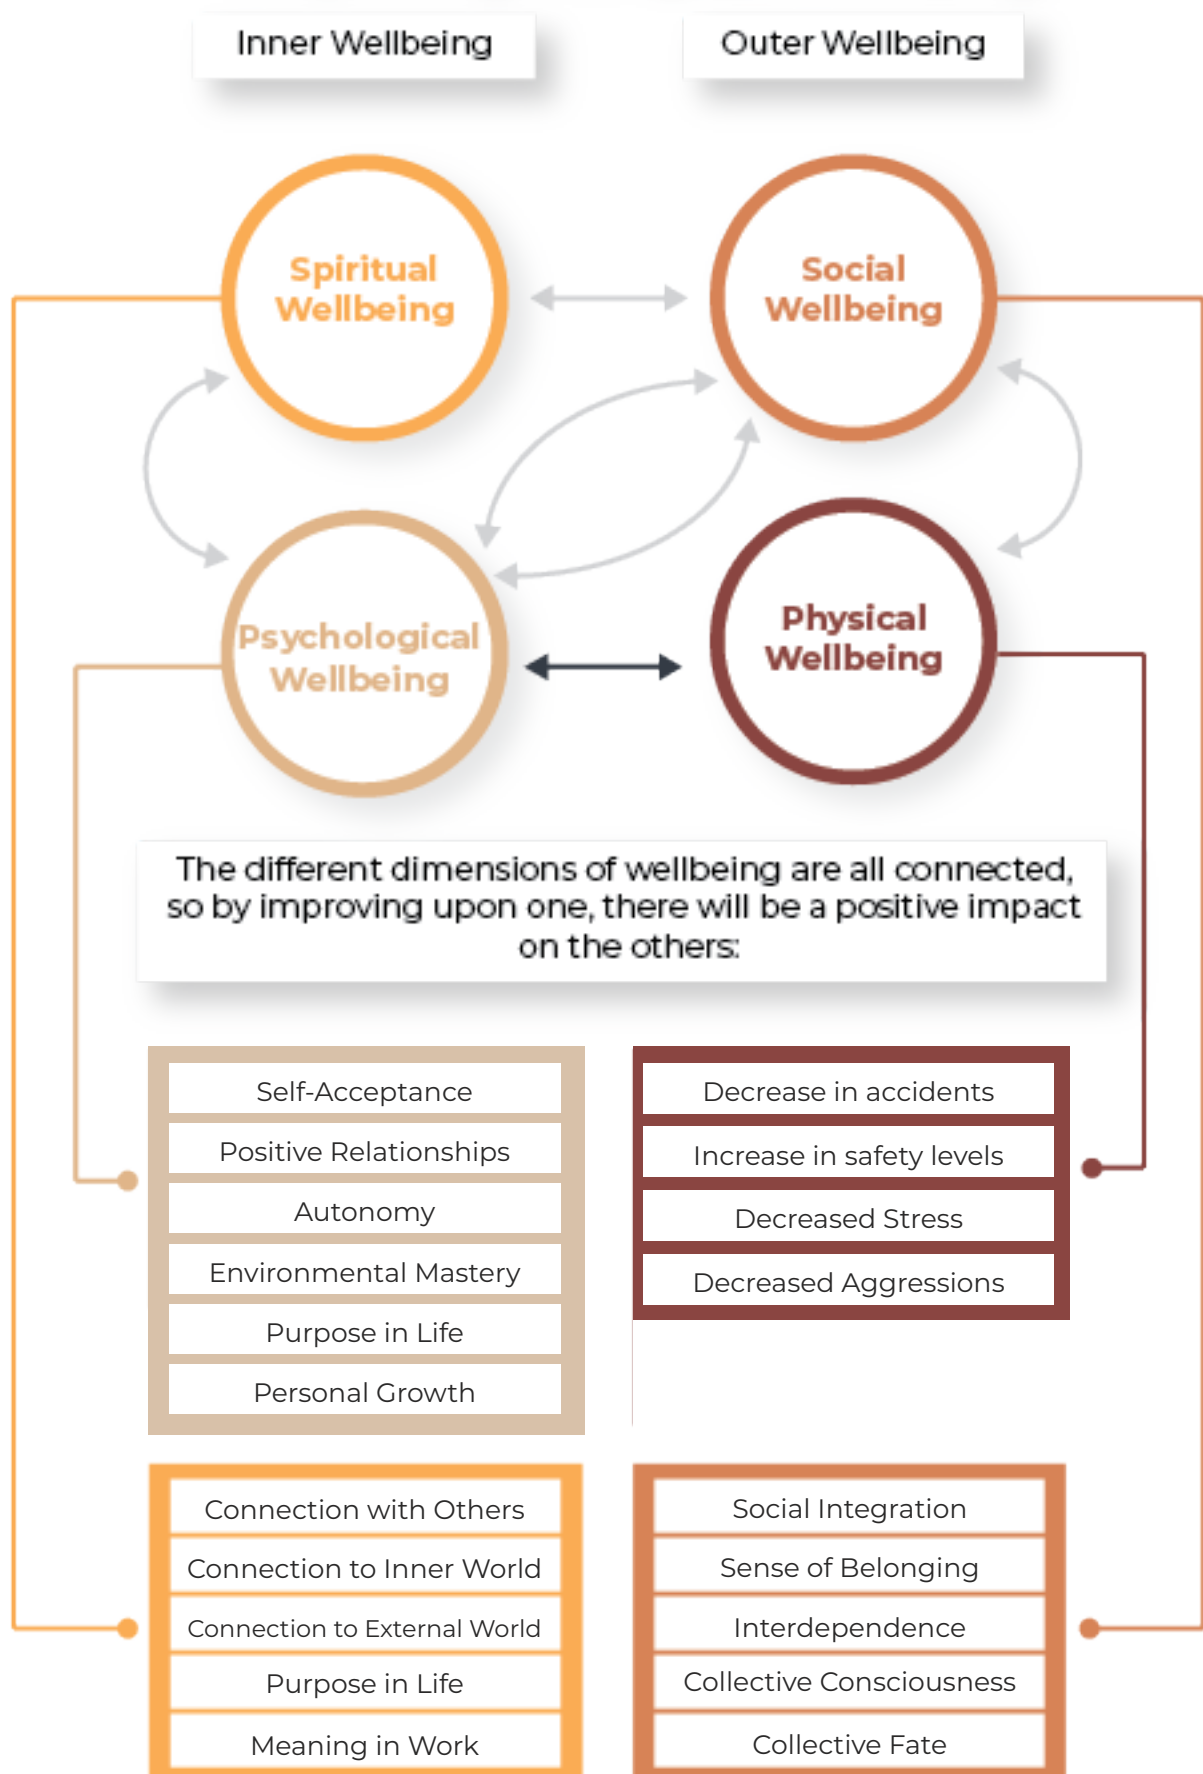 Inner Wellbeing
Outer Wellbeing
Spiritual
Wellbeing
Social
Wellbeing
Psychological
Wellbeing
Physical
Wellbeing
The different dimensions of wellbeing are all connected,
so by improving upon one, there will be a positive impact
on the others:
Self-Acceptance
Positive Relationships
Autonomy
Environmental Mastery
Purpose in Life
Personal Growth
Decrease in accidents
Increase in safety levels
Decreased Stress
Decreased Aggressions
Connection with Others
Connection to Inner World
Connection to External World
Purpose in Life
Meaning in Work
Social Integration
Sense of Belonging
Interdependence
Collective Consciousness
Collective Fate